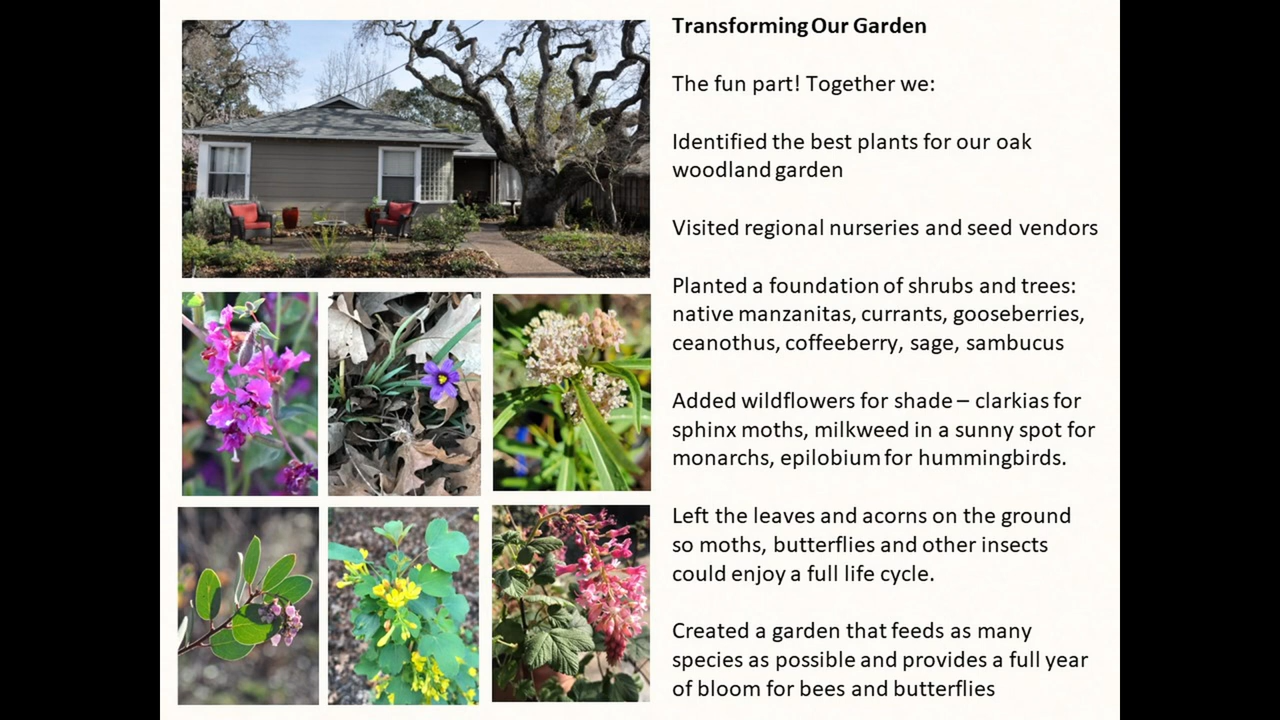 Transforming Our Garden
The fun part! Together we:
Identified the best plants for our oak
woodland garden
Visited regional nurseries and seed vendors
Planted a foundation of shrubs and trees:
native manzanitas, currants, gooseberries,
ceanothus, coffeeberry, sage, sambucus
Added wildflowers for shade – clarkias for
sphinx moths, milkweed in a sunny spot for
monarchs, epilobium for hummingbirds.
Left the leaves and acorns on the ground
so moths, butterflies and other insects
could enjoy a full life cycle.
Created a garden that feeds as many
species as possible and provides a full year
of bloom for bees and butterflies